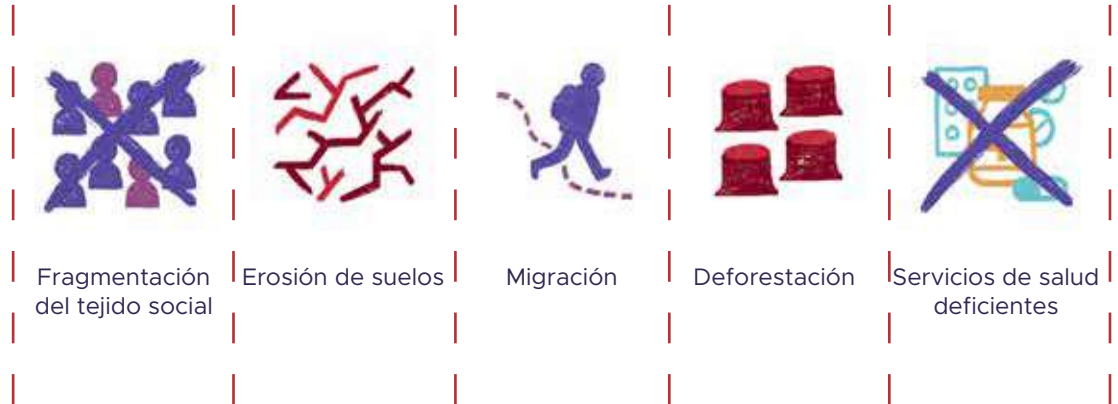 Fragmentación
del tejido social
Erosión de suelos
Migración
Deforestación
Servicios de salud
deficientes